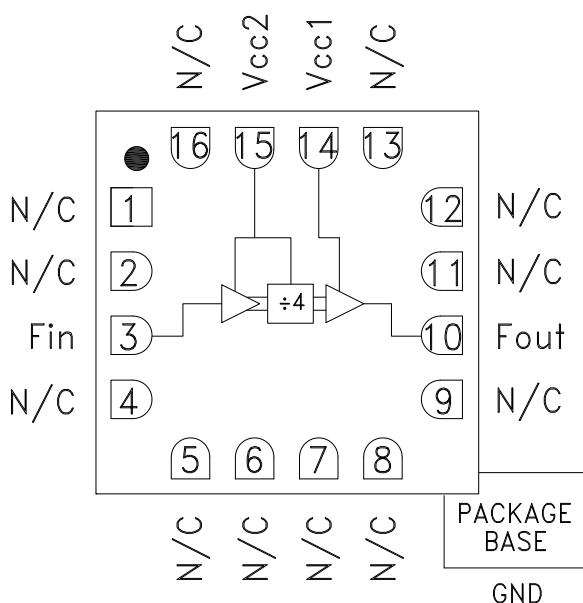 N/C
Vcc2
Vcc1
N/C
16
15
14
13
N/C
1
12
N/C
N/C
2
11
N/C
÷4
Fin
3
10
Fout
N/C
4
9
N/C
5
6
7
8
N/C
N/C
N/C
N/C
PACKAGE
BASE
GND